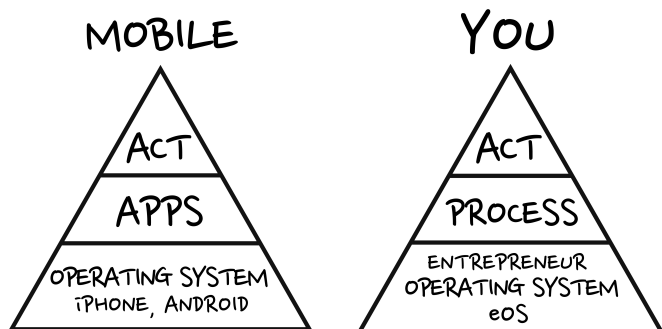 MOBILE
ACT
APPS
OPERATING SYSTEM
iPHONE, ANDROID
YOU
ACT
PROCESS
ENTREPRENEUR
OPERATING SYSTEM
eOS